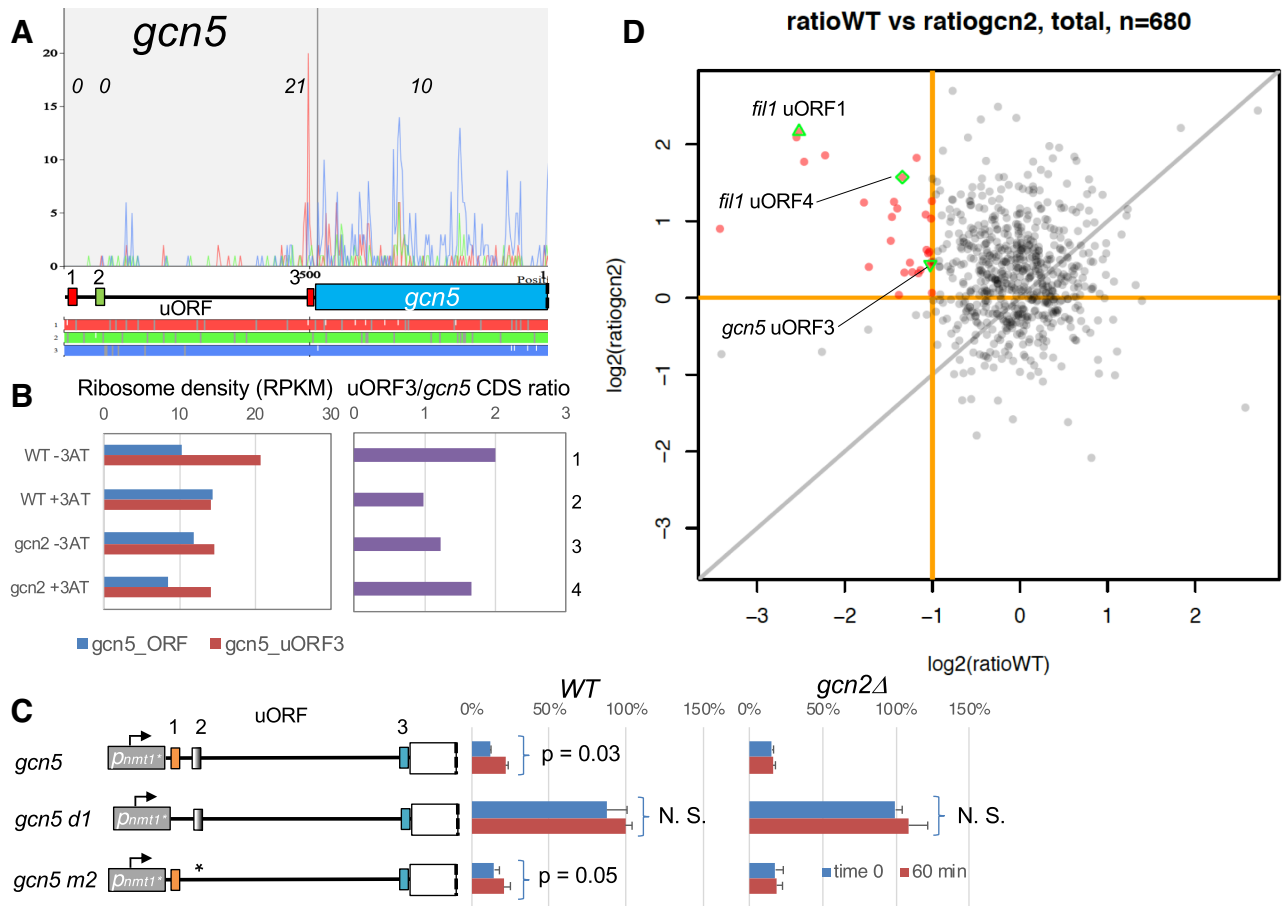 A
gcn5
20
15
10
5
0
0 0 21 10
1 2 3 500 Positi 1
uORF
gcn5
1
2
3
B
Ribosome density (RPKM)
0 10 20 30
WT -3AT
WT +3AT
gcn2 -3AT
gcn2 +3AT
gcn5_ORF gcn5_uORF3
uORF3/gcn5 CDS ratio
0 1 2 3
1
2
3
4
C
uORF
1 2 3
WT
0% 50% 100% 150%
gcn2Δ
0% 50% 100% 150%
gcn5 pnmt1* p = 0.03
gcn5 d1 pnmt1* N. S. N. S.
gcn5 m2 pnmt1* * p = 0.05
time 0 60 min
D
ratioWT vs ratiogcn2, total, n=680
log2(ratiogcn2)
2
1
0
−1
−2
−3
fil1 uORF1
fil1 uORF4
gcn5 uORF3
−3 −2 −1 0 1 2
log2(ratioWT)